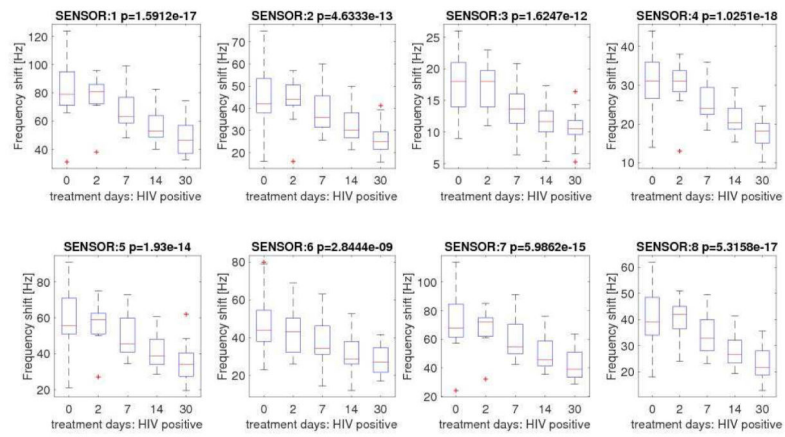 SENSOR:1 p=1.5912e-17
SENSOR:2 p=4.6333e-13
SENSOR:3 p=1.6247e-12
SENSOR:4 p=1.0251e-18
Frequency shift [Hz]
120
100
80
60
40
0 2 7 14 30
treatment days: HIV positive
Frequency shift [Hz]
70
60
50
40
30
20
0 2 7 14 30
treatment days: HIV positive
Frequency shift [Hz]
25
20
15
10
5
0 2 7 14 30
treatment days: HIV positive
Frequency shift [Hz]
40
30
20
10
0 2 7 14 30
treatment days: HIV positive
SENSOR:5 p=1.93e-14
SENSOR:6 p=2.8444e-09
SENSOR:7 p=5.9862e-15
SENSOR:8 p=5.3158e-17
Frequency shift [Hz]
80
60
40
20
0 2 7 14 30
treatment days: HIV positive
Frequency shift [Hz]
80
60
40
20
0 2 7 14 30
treatment days: HIV positive
Frequency shift [Hz]
100
80
60
40
20
0 2 7 14 30
treatment days: HIV positive
Frequency shift [Hz]
60
50
40
30
20
0 2 7 14 30
treatment days: HIV positive